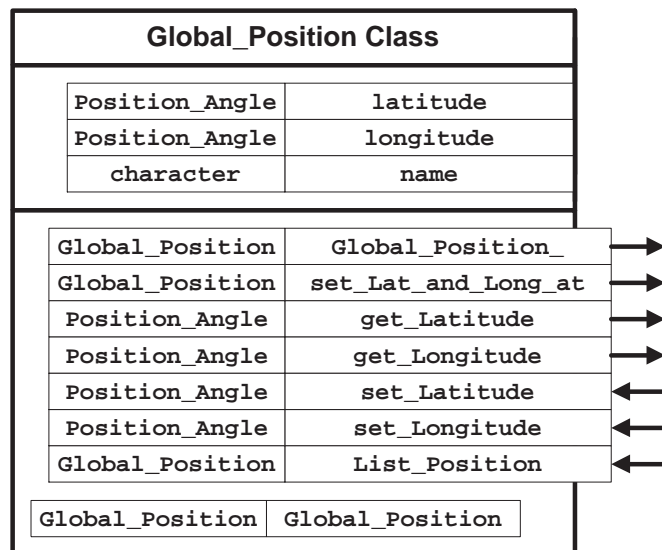 Global_Position Class
Position_Angle latitude
Position_Angle longitude
character name
Global_Position Global_Position_
Global_Position set_Lat_and_Long_at
Position_Angle get_Latitude
Position_Angle get_Longitude
Position_Angle set_Latitude
Position_Angle set_Longitude
Global_Position List_Position
Global_Position Global_Position